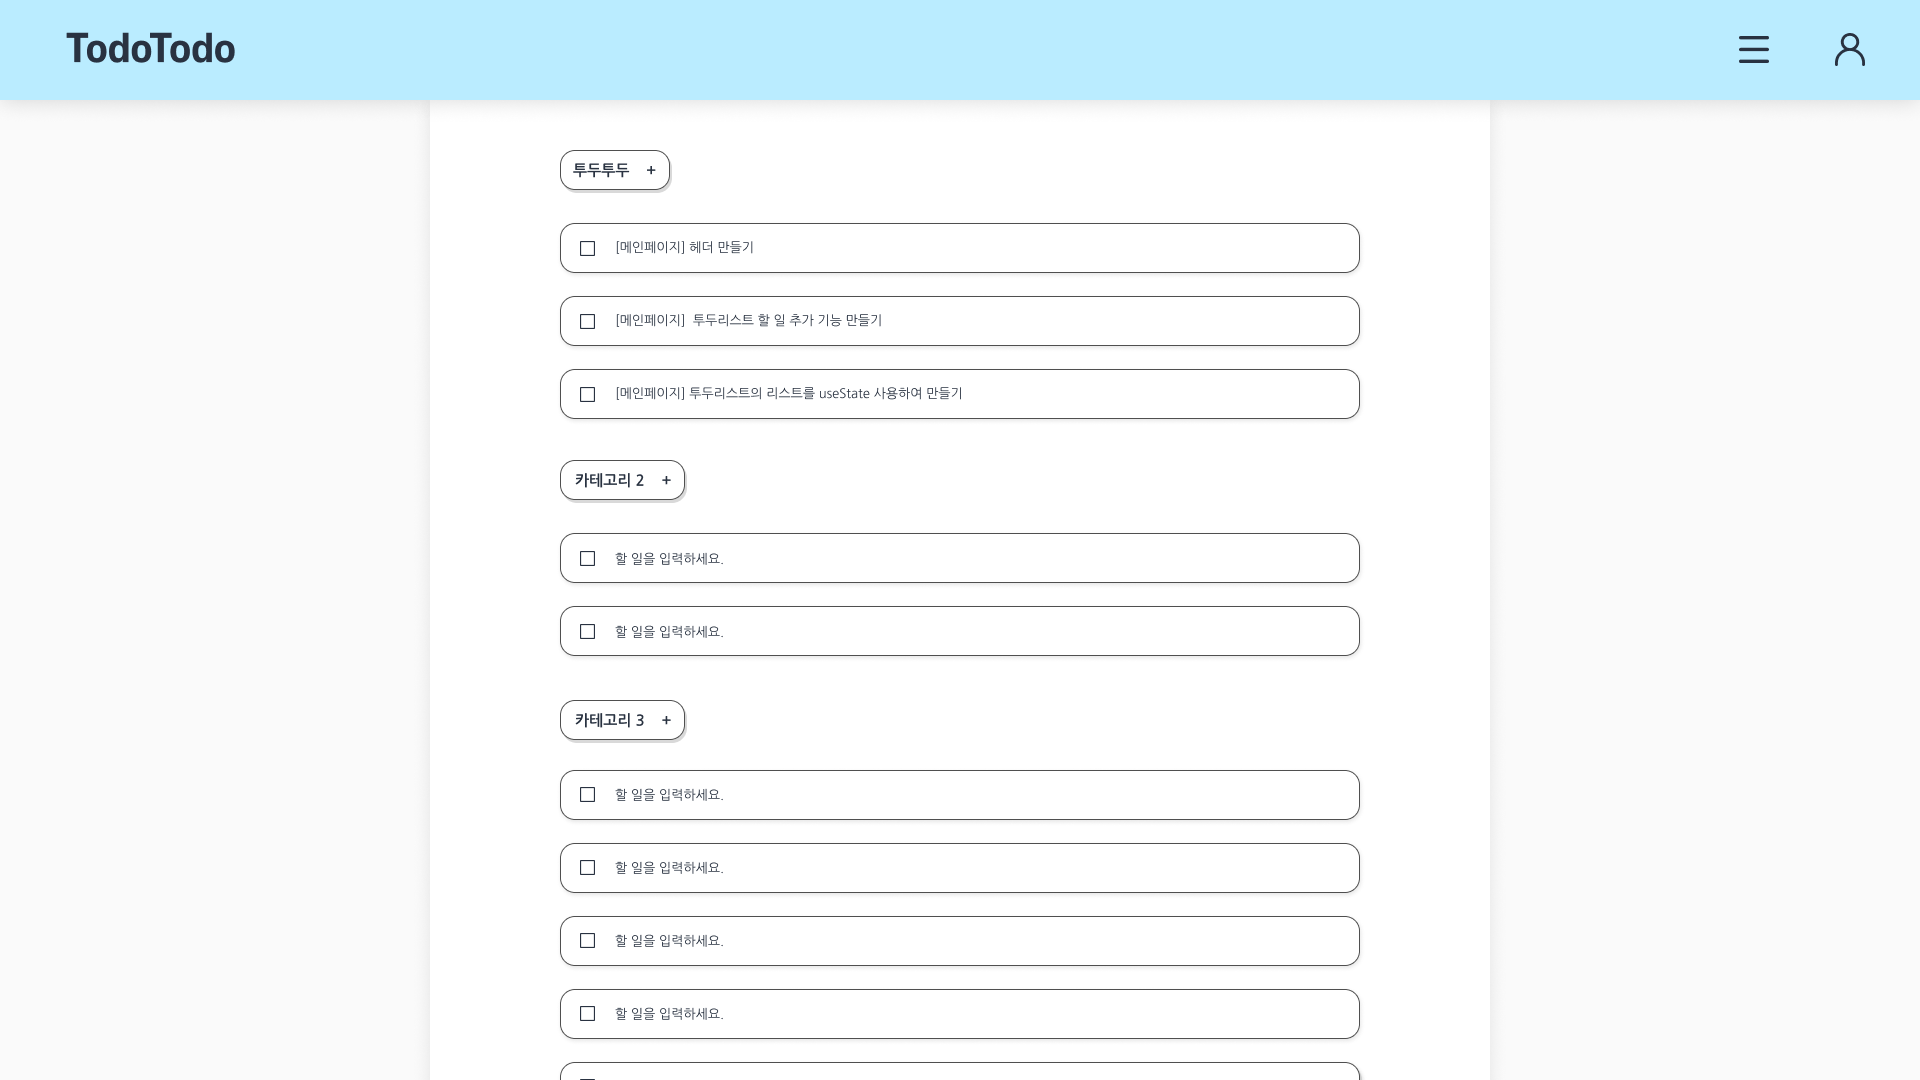 TodoTodo
투두투두 +
[메인페이지] 헤더 만들기
[메인페이지]  투두리스트 할 일 추가 기능 만들기
[메인페이지] 투두리스트의 리스트를 useState 사용하여 만들기
카테고리 2 +
할 일을 입력하세요.
할 일을 입력하세요.
카테고리 3 +
할 일을 입력하세요.
할 일을 입력하세요.
할 일을 입력하세요.
할 일을 입력하세요.